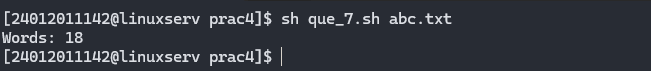 [24012011142@linuxserv prac4]$ sh que_7.sh abc.txt
Words: 18
[24012011142@linuxserv prac4]$